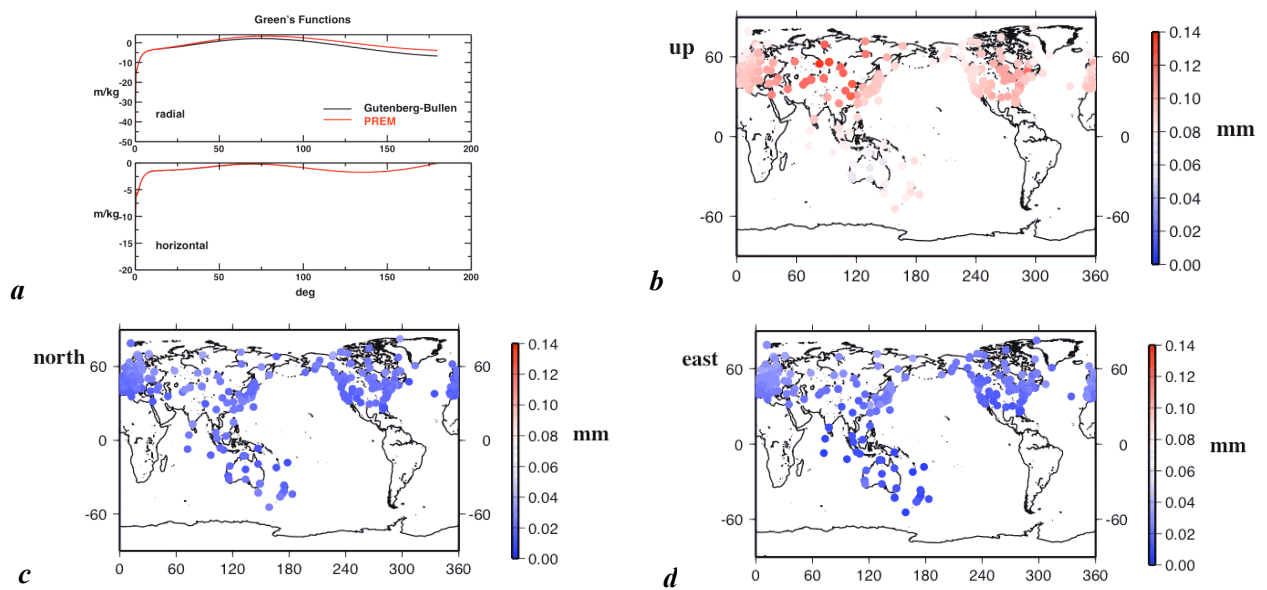 Green's Functions
0
-10
-20
m/kg
-30
-40
-50
radial
Gutenberg-Bullen
PREM
0 50 100 150 200
0
-5
m/kg
-10
-15
-20
horizontal
0 50 100 150 200
deg
a
up
60
0
-60
60
0
-60
0 60 120 180 240 300 360
0.14
0.12
0.10
0.08
0.06
0.04
0.02
0.00
mm
b
north
60
0
-60
60
0
-60
0 60 120 180 240 300 360
0.14
0.12
0.10
0.08
0.06
0.04
0.02
0.00
mm
c
east
60
0
-60
60
0
-60
0 60 120 180 240 300 360
0.14
0.12
0.10
0.08
0.06
0.04
0.02
0.00
mm
d